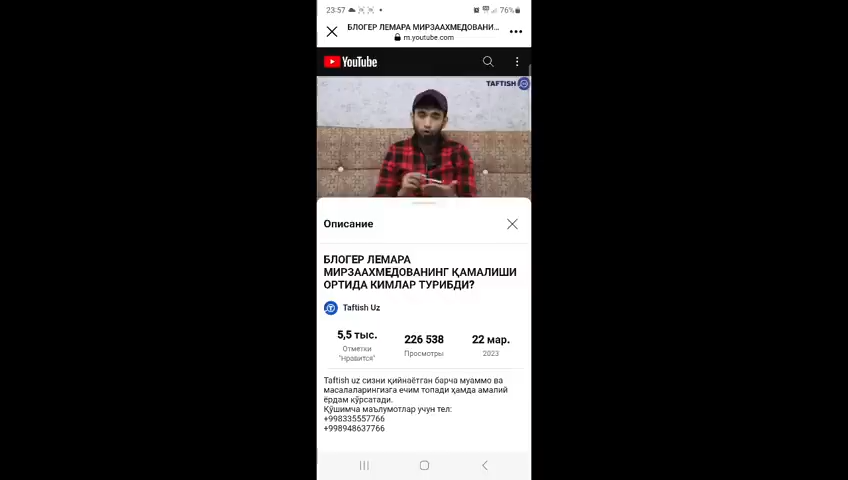 23:57
76%
БЛОГЕР ЛЕМАРА МИРЗААХМЕДОВАНИ...
m.youtube.com
YouTube
TAFTISH
Описание
БЛОГЕР ЛЕМАРА
МИРЗААХМЕДОВАНИНГ ҚАМАЛИШИ
ОРТИДА КИМЛАР ТУРИБДИ?
Taftish Uz
5,5 тыс.
Отметки
"Нравится"
226 538
Просмотры
22 мар.
2023
Taftish uz сизни қийнаётган барча муаммо ва
масалаларингизга ечим топади ҳамда амалий
ёрдам кўрсатади.
Қўшимча маълумотлар учун тел:
+998335557766
+998948637766